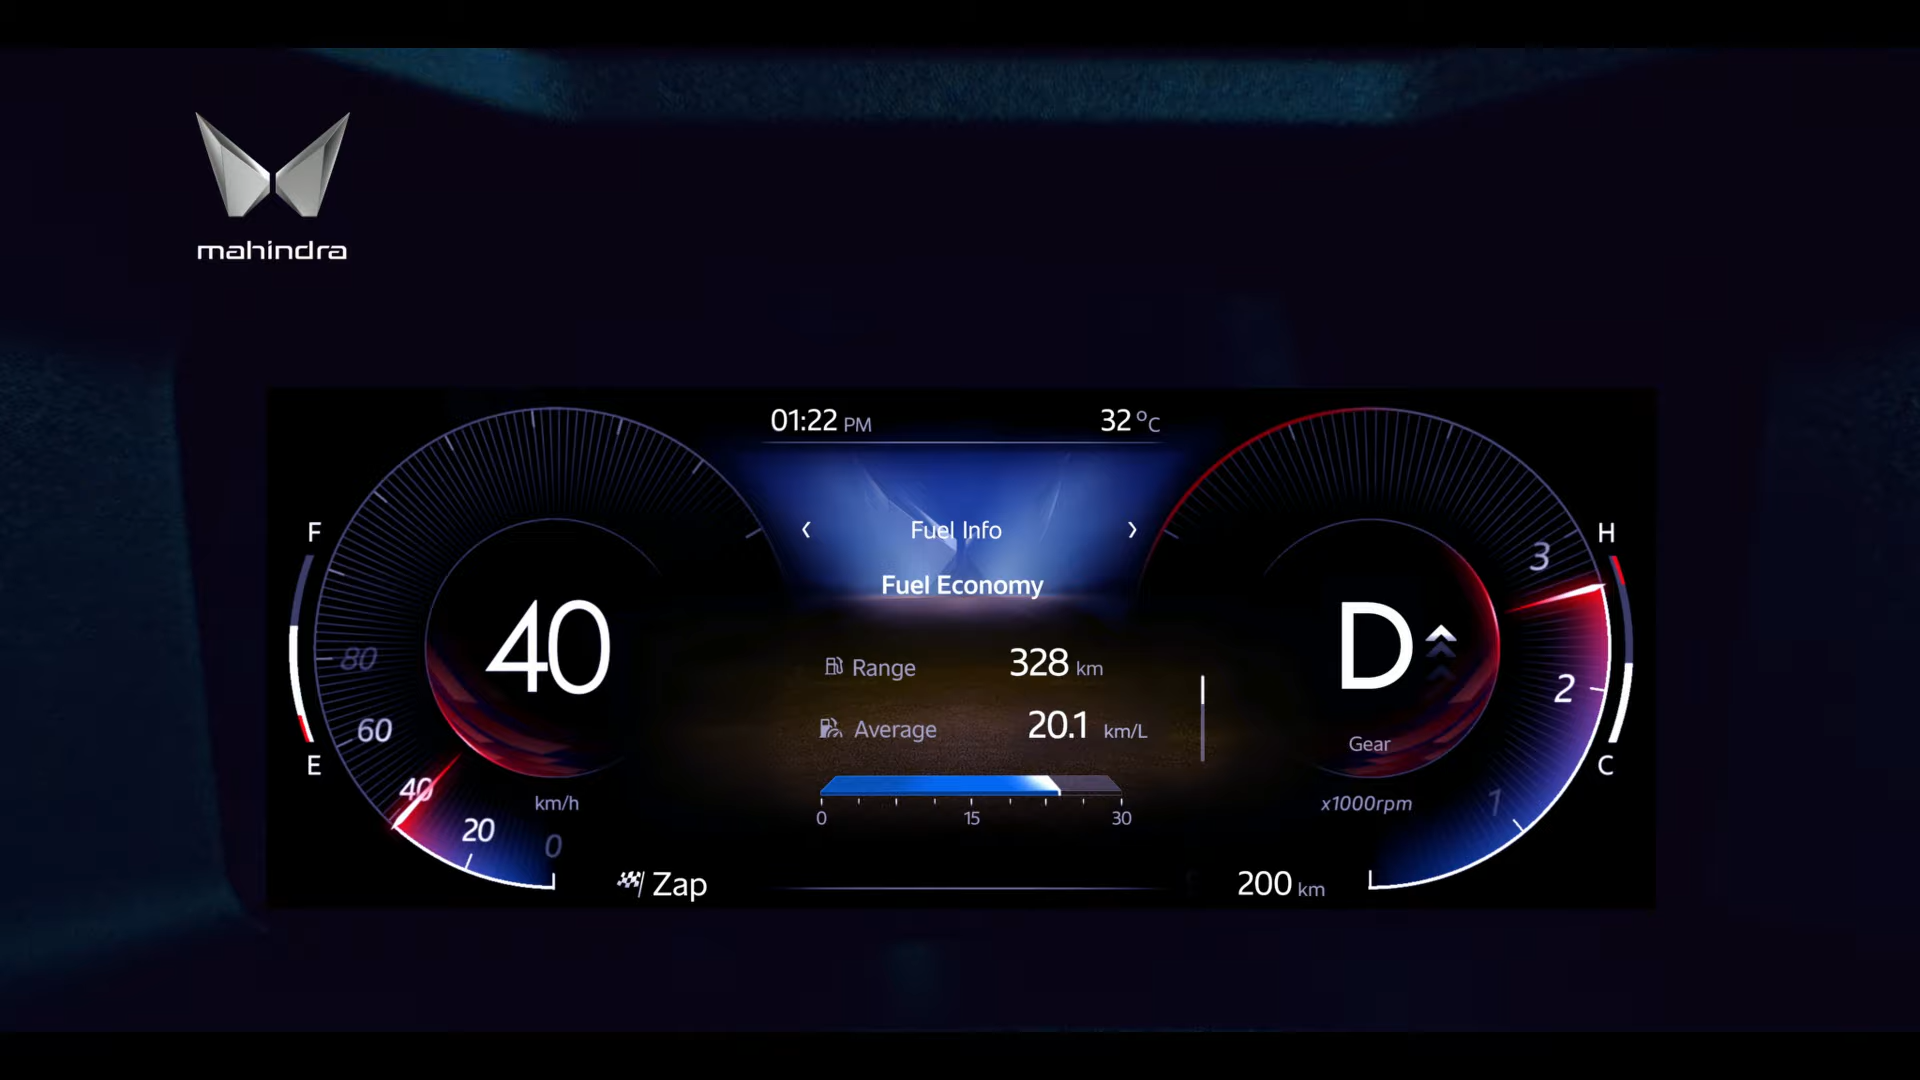 mahindra
01:22 PM
32 °C
‹ Fuel Info ›
Fuel Economy
Range 328 km
Average 20.1 km/L
0 15 30
F
E
80
60
40
20
0
40
km/h
H
C
3
2
1
D
Gear
x1000rpm
Zap
200 km